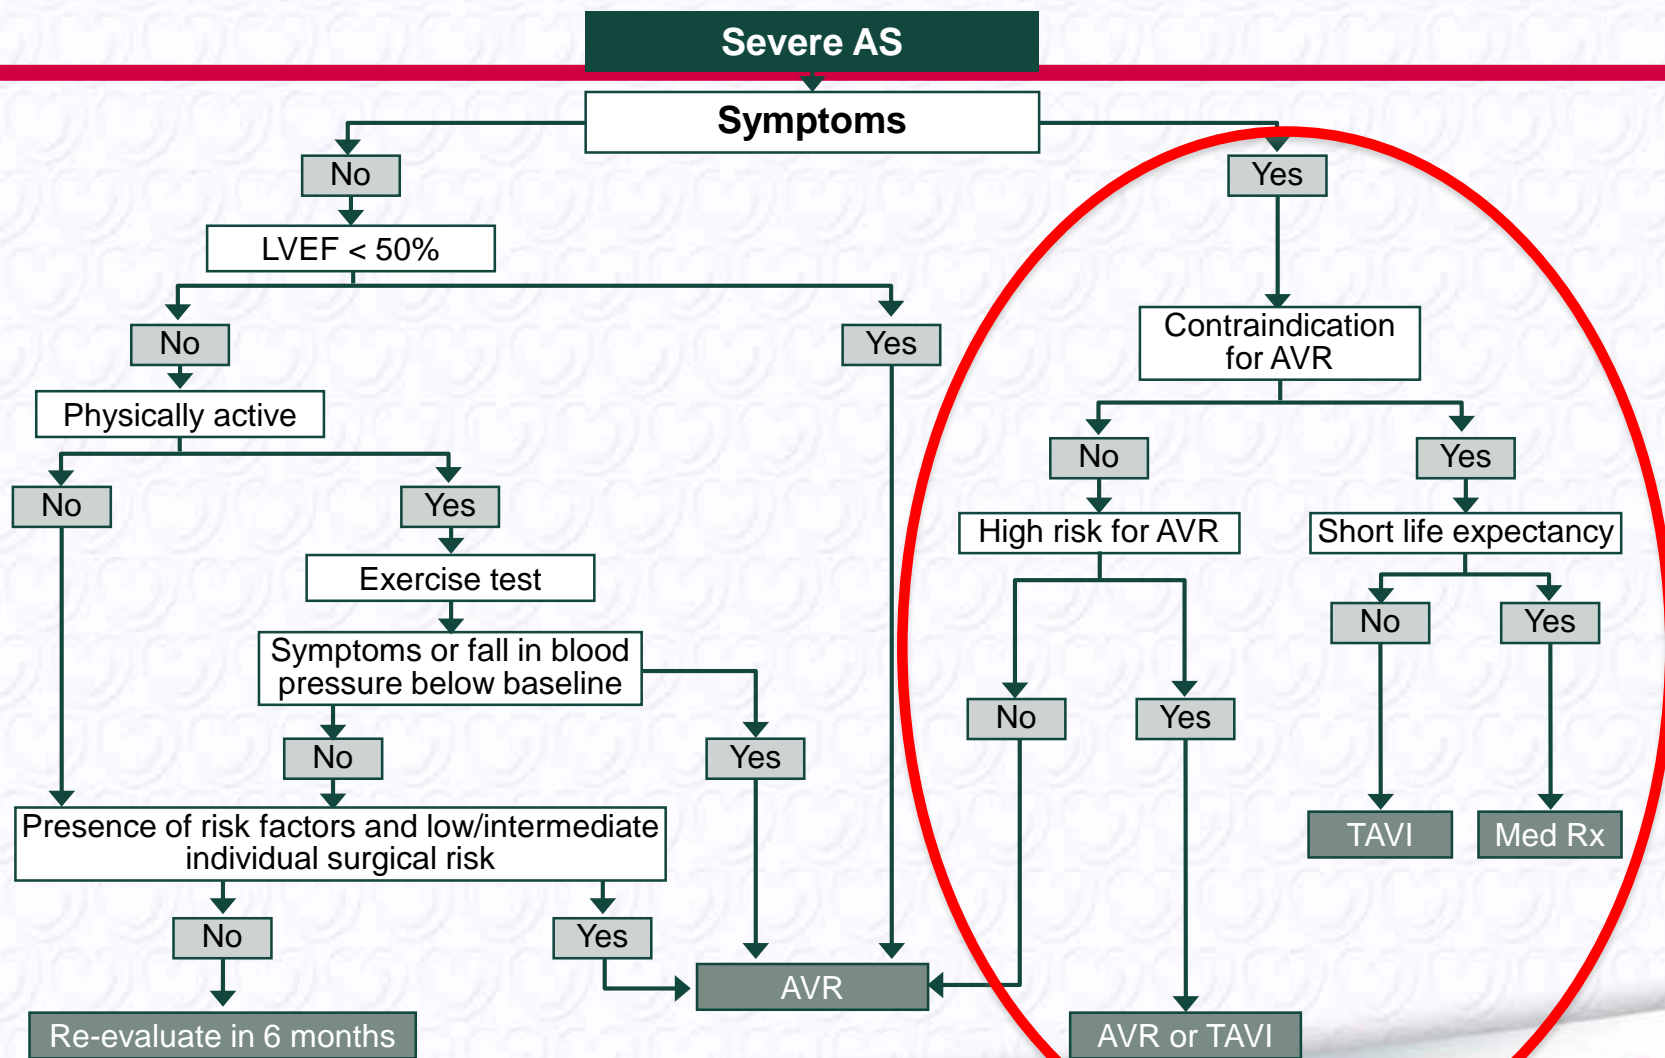 Severe AS
Symptoms
No
Yes
LVEF < 50%
No
Yes
Contraindication
for AVR
Physically active
No
Yes
No
Yes
High risk for AVR
Short life expectancy
Exercise test
No
Yes
Symptoms or fall in blood
pressure below baseline
No
Yes
No
Yes
Presence of risk factors and low/intermediate
individual surgical risk
TAVI
Med Rx
No
Yes
AVR
Re-evaluate in 6 months
AVR or TAVI